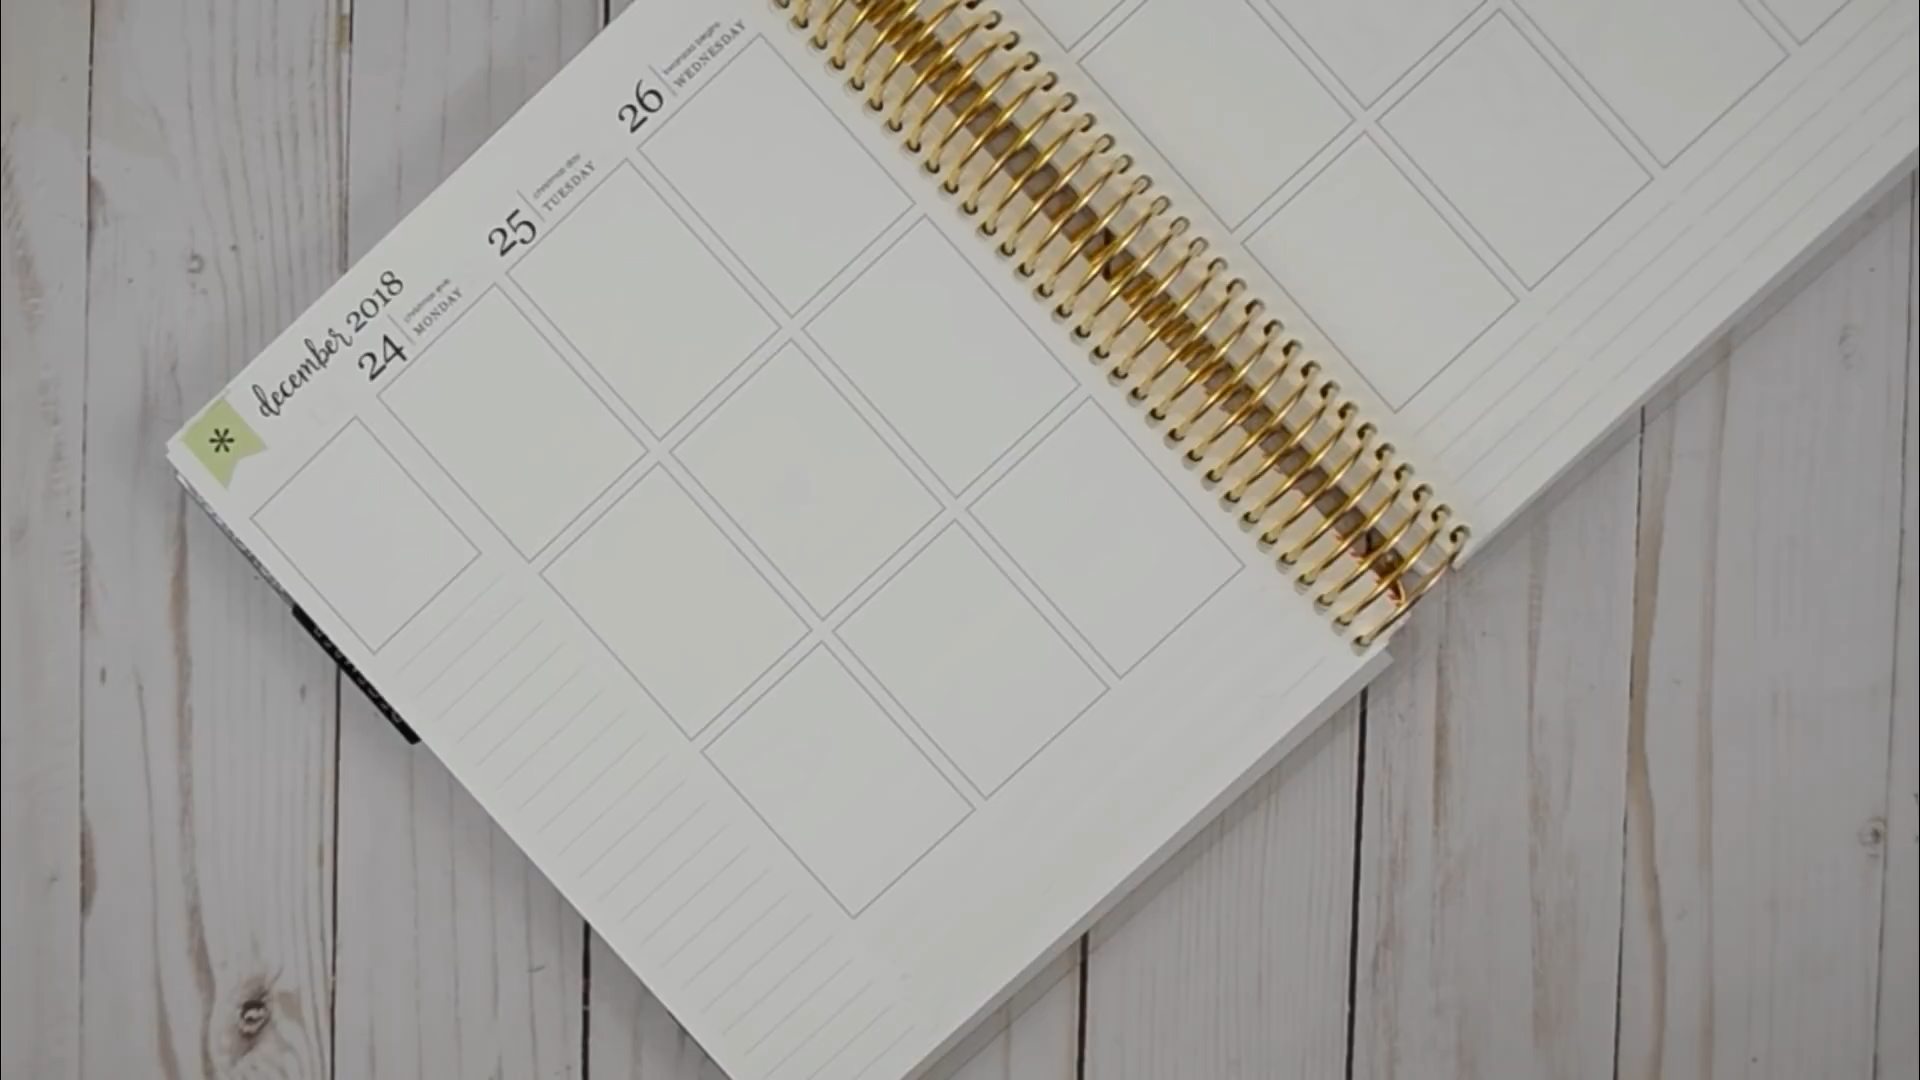 *
december 2018
24
christmas eve
MONDAY
25
christmas day
TUESDAY
26
kwanzaa begins
WEDNESDAY